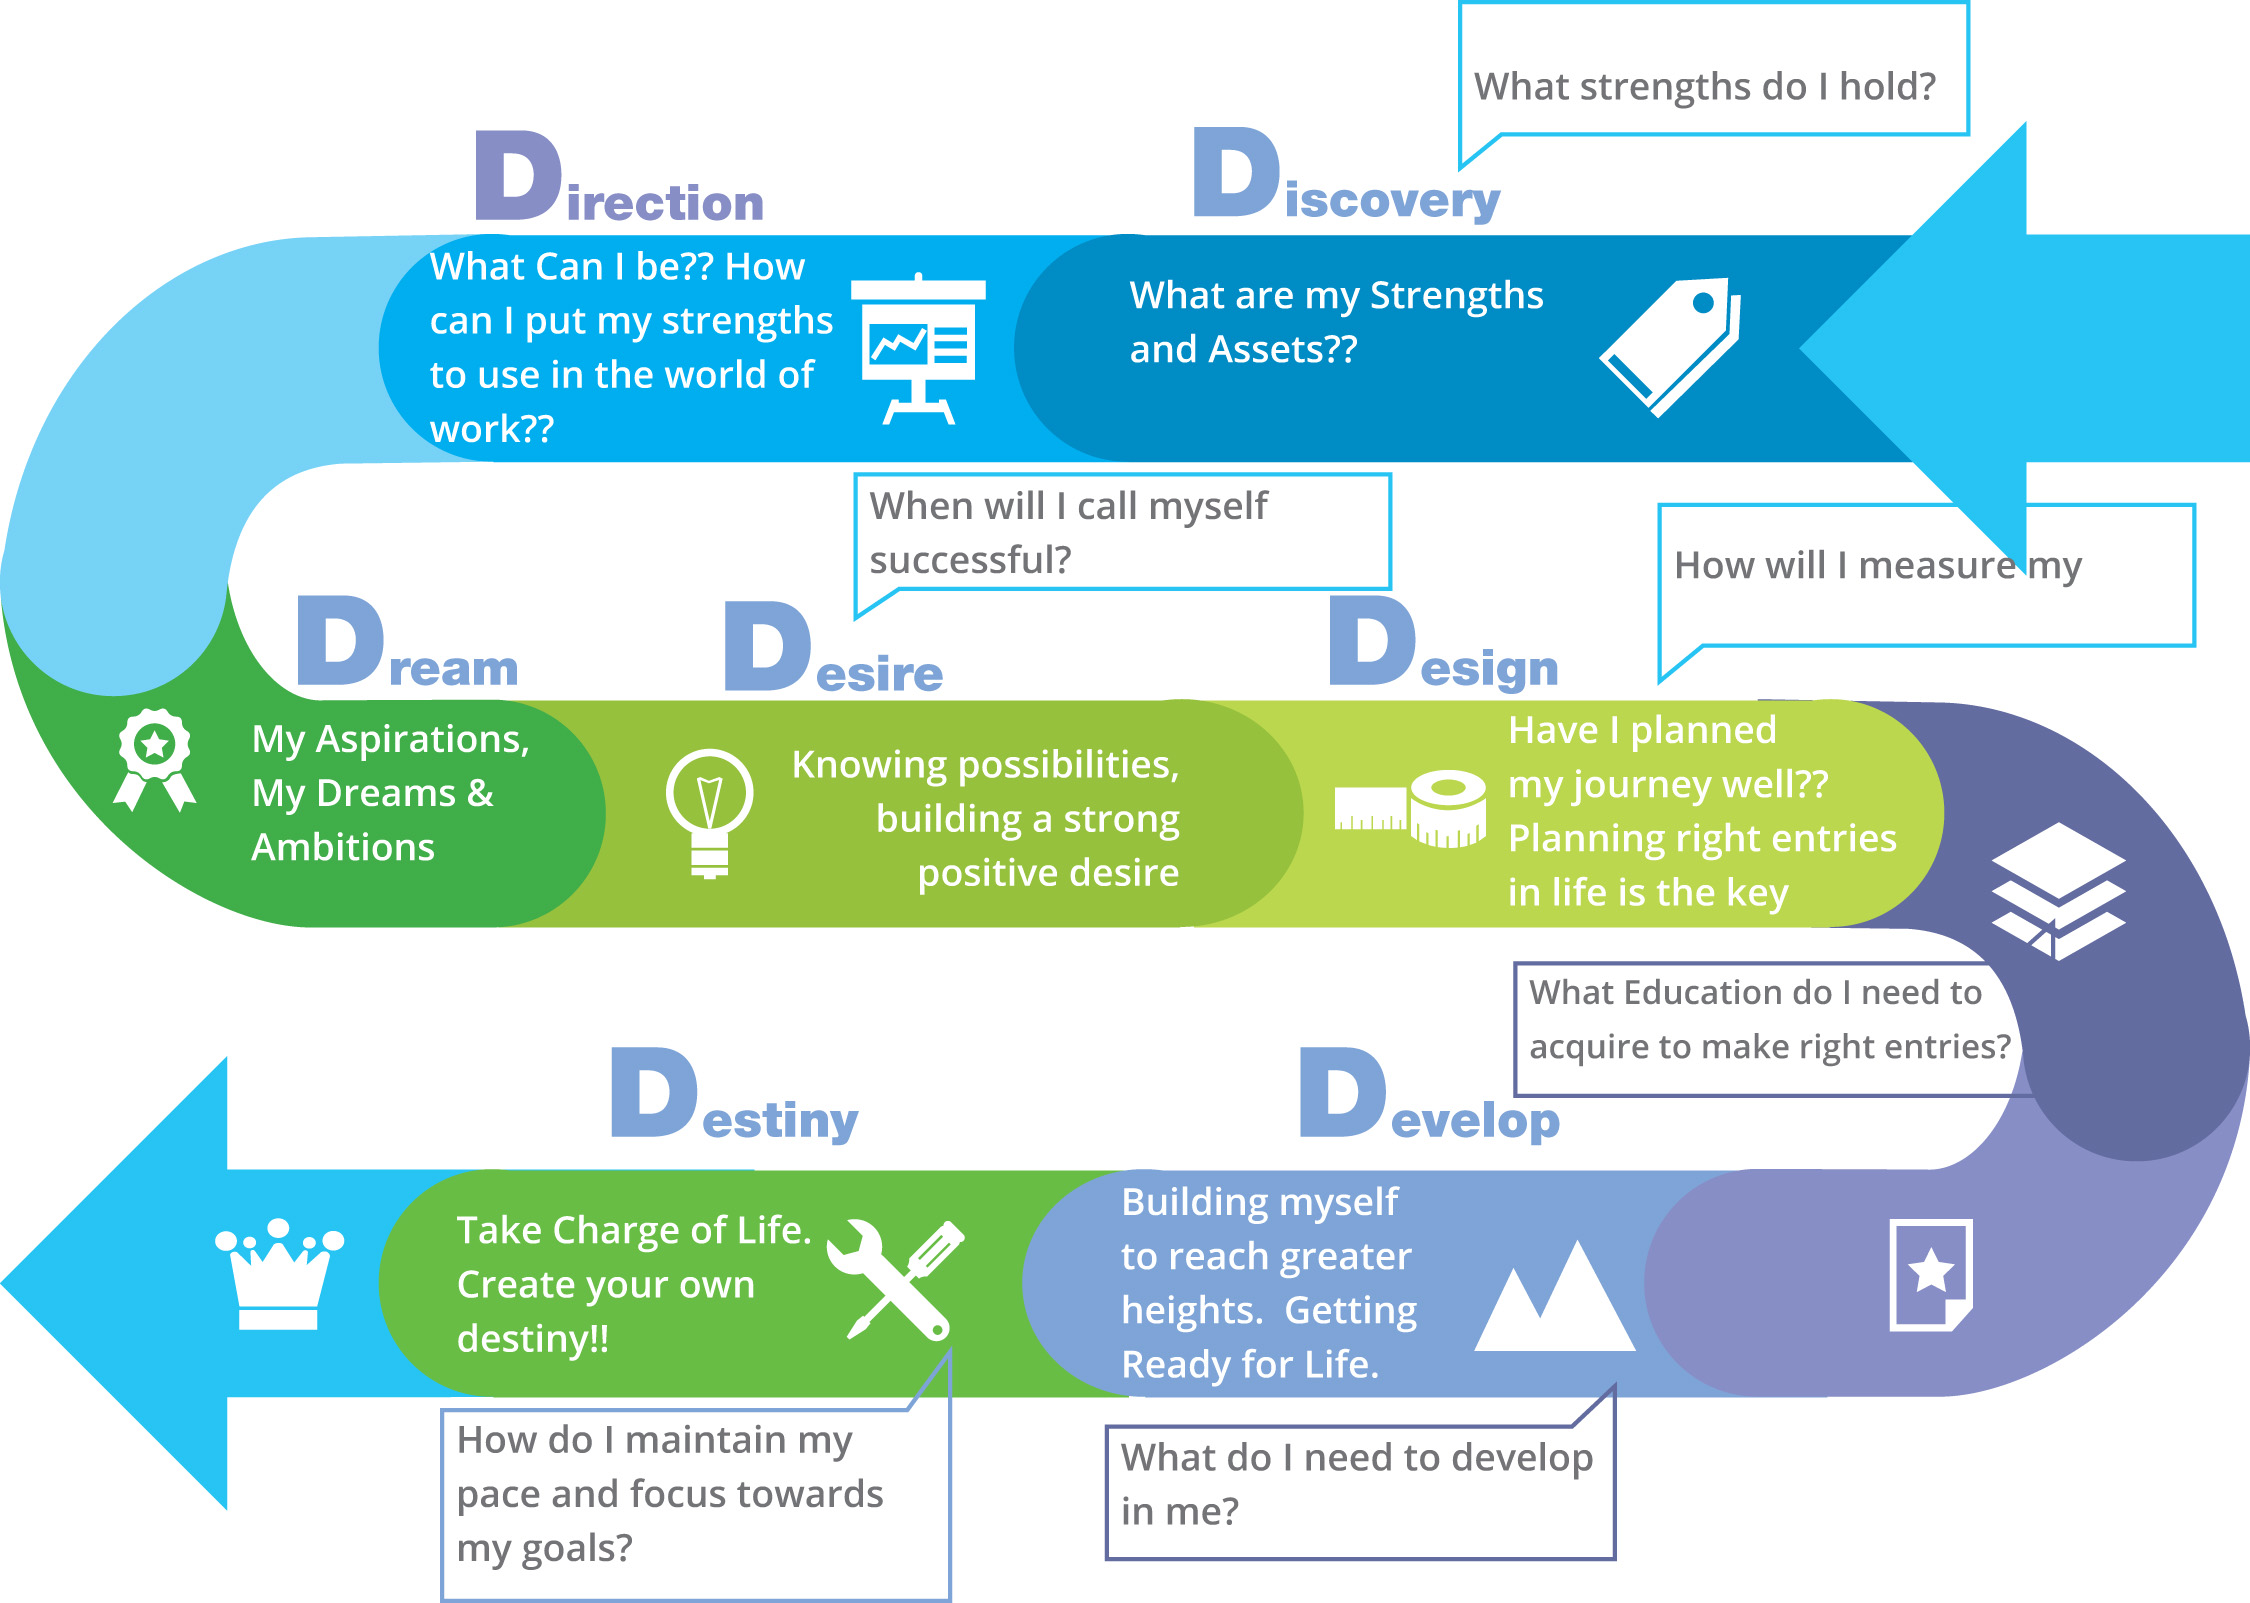 What strengths do I hold?
Direction
Discovery
What Can I be?? How
can I put my strengths
to use in the world of
work??
What are my Strengths
and Assets??
When will I call myself
successful?
How will I measure my
Dream
Desire
Design
My Aspirations,
My Dreams &
Ambitions
Knowing possibilities,
building a strong
positive desire
Have I planned
my journey well??
Planning right entries
in life is the key
What Education do I need to
acquire to make right entries?
Destiny
Develop
Take Charge of Life.
Create your own
destiny!!
Building myself
to reach greater
heights.  Getting
Ready for Life.
How do I maintain my
pace and focus towards
my goals?
What do I need to develop
in me?